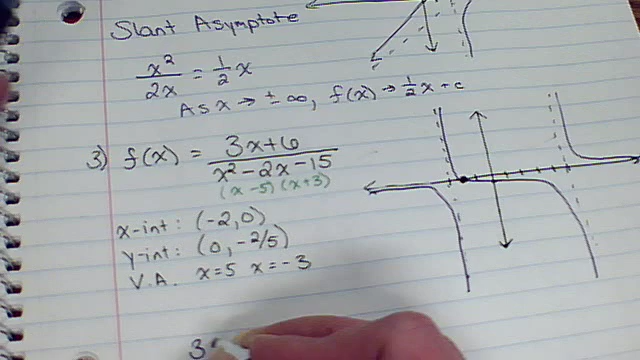 Slant Asymptote
x²/2x = 1/2 x
As x → ± ∞, f(x) → 1/2 x + c
3) f(x) = 3x+6 / x² - 2x - 15
(x-5)(x+3)
x-int: (-2, 0)
y-int: (0, -2/5)
V.A. x=5 x=-3
3